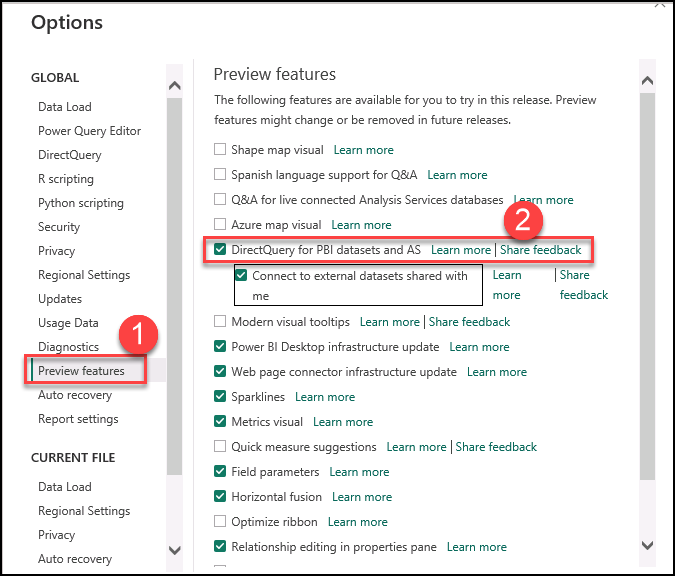 Options
GLOBAL
Data Load
Power Query Editor
DirectQuery
R scripting
Python scripting
Security
Privacy
Regional Settings
Updates
Usage Data
Diagnostics
1
Preview features
Auto recovery
Report settings
CURRENT FILE
Data Load
Regional Settings
Privacy
Auto recovery
Preview features
The following features are available for you to try in this release. Preview
features might change or be removed in future releases.
Shape map visual Learn more
Spanish language support for Q&A Learn more
Q&A for live connected Analysis Services databases Learn more
Azure map visual Learn more
2
DirectQuery for PBI datasets and AS Learn more | Share feedback
Connect to external datasets shared with
me
Learn
more
| Share
feedback
Modern visual tooltips Learn more | Share feedback
Power BI Desktop infrastructure update Learn more
Web page connector infrastructure update Learn more
Sparklines Learn more
Metrics visual Learn more
Quick measure suggestions Learn more | Share feedback
Field parameters Learn more
Horizontal fusion Learn more
Optimize ribbon Learn more
Relationship editing in properties pane Learn more